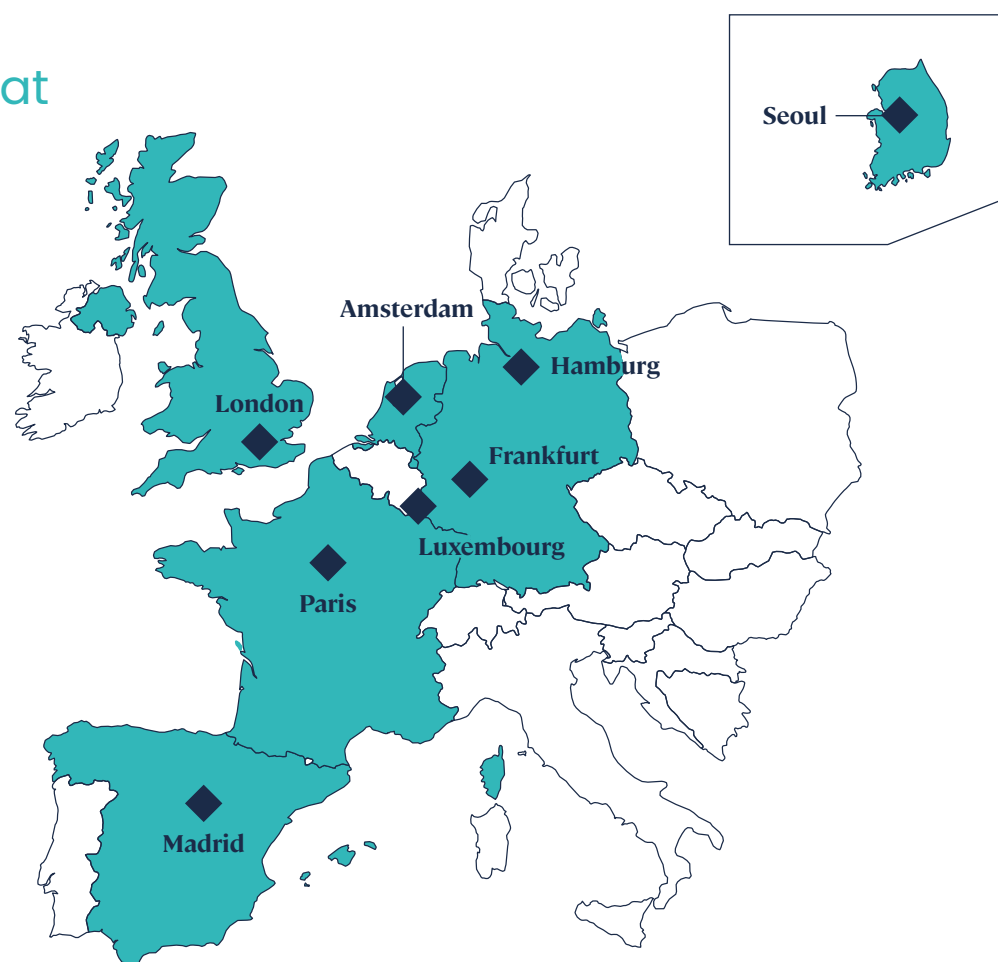 at
Seoul
Amsterdam
Hamburg
London
Frankfurt
Luxembourg
Paris
Madrid